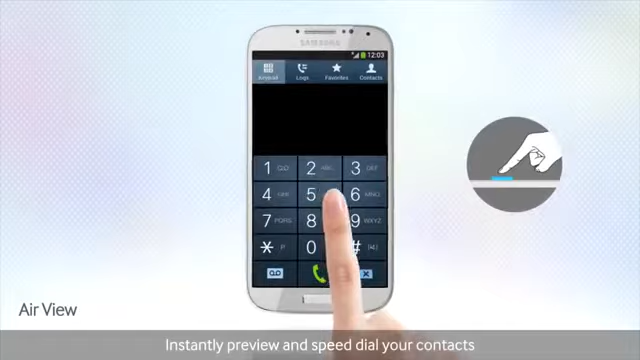 SAMSUNG
12:03
Keypad Logs Favorites Contacts
1 2 ABC 3 DEF
4 GHI 5 6 MNO
7 PQRS 8 9 WXYZ
* P 0 #
Air View
Instantly preview and speed dial your contacts